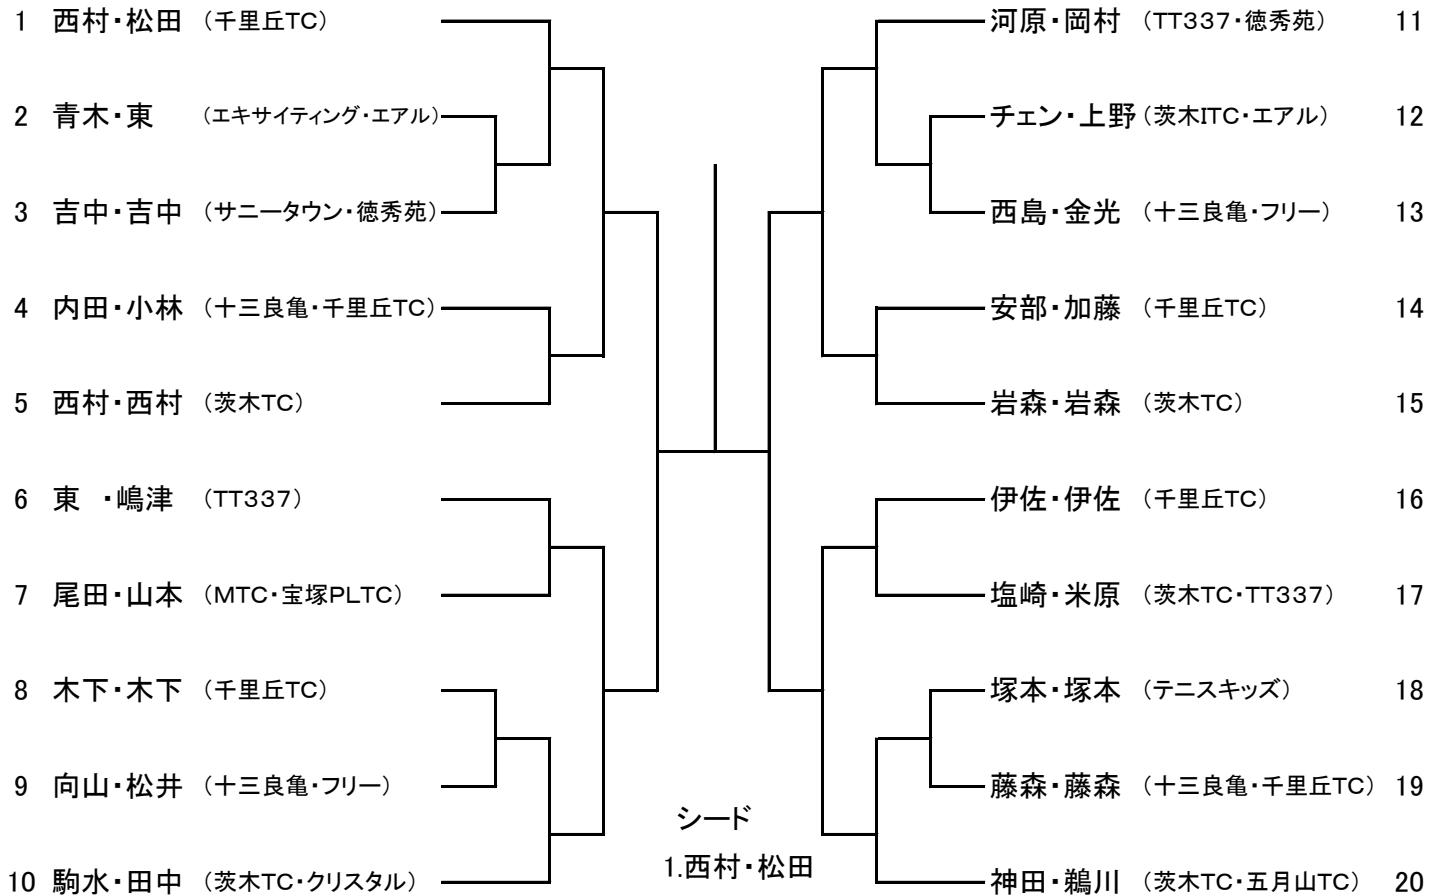 1 西村・松田 (千里丘TC)
2 青木・東 (エキサイティング・エアル)
3 吉中・吉中 (サニータウン・徳秀苑)
4 内田・小林 (十三良亀・千里丘TC)
5 西村・西村 (茨木TC)
6 東 ・嶋津 (TT337)
7 尾田・山本 (MTC・宝塚PLTC)
8 木下・木下 (千里丘TC)
9 向山・松井 (十三良亀・フリー)
10 駒水・田中 (茨木TC・クリスタル)
シード
1.西村・松田
河原・岡村 (TT337・徳秀苑) 11
チェン・上野 (茨木ITC・エアル) 12
西島・金光 (十三良亀・フリー) 13
安部・加藤 (千里丘TC) 14
岩森・岩森 (茨木TC) 15
伊佐・伊佐 (千里丘TC) 16
塩崎・米原 (茨木TC・TT337) 17
塚本・塚本 (テニスキッズ) 18
藤森・藤森 (十三良亀・千里丘TC) 19
神田・鵜川 (茨木TC・五月山TC) 20